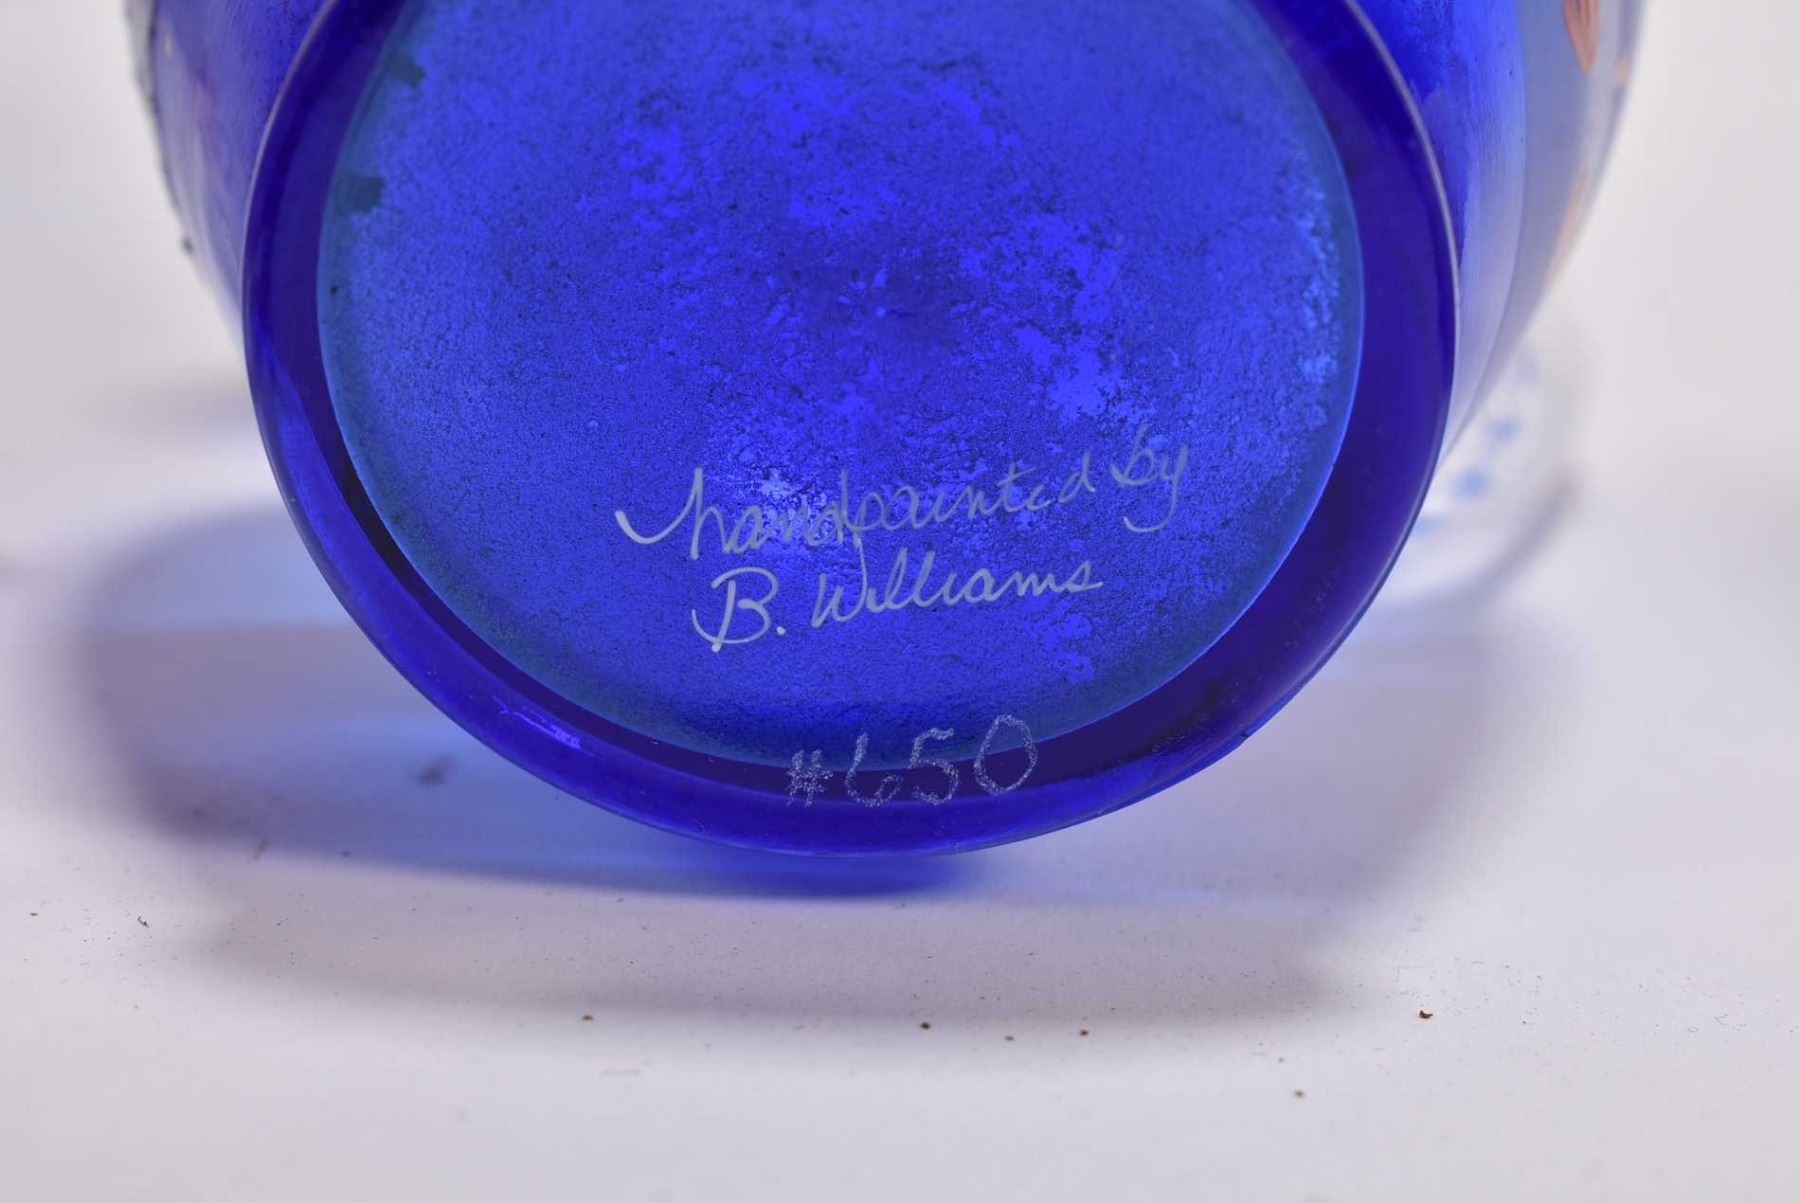 handpainted by
B. Williams
#650